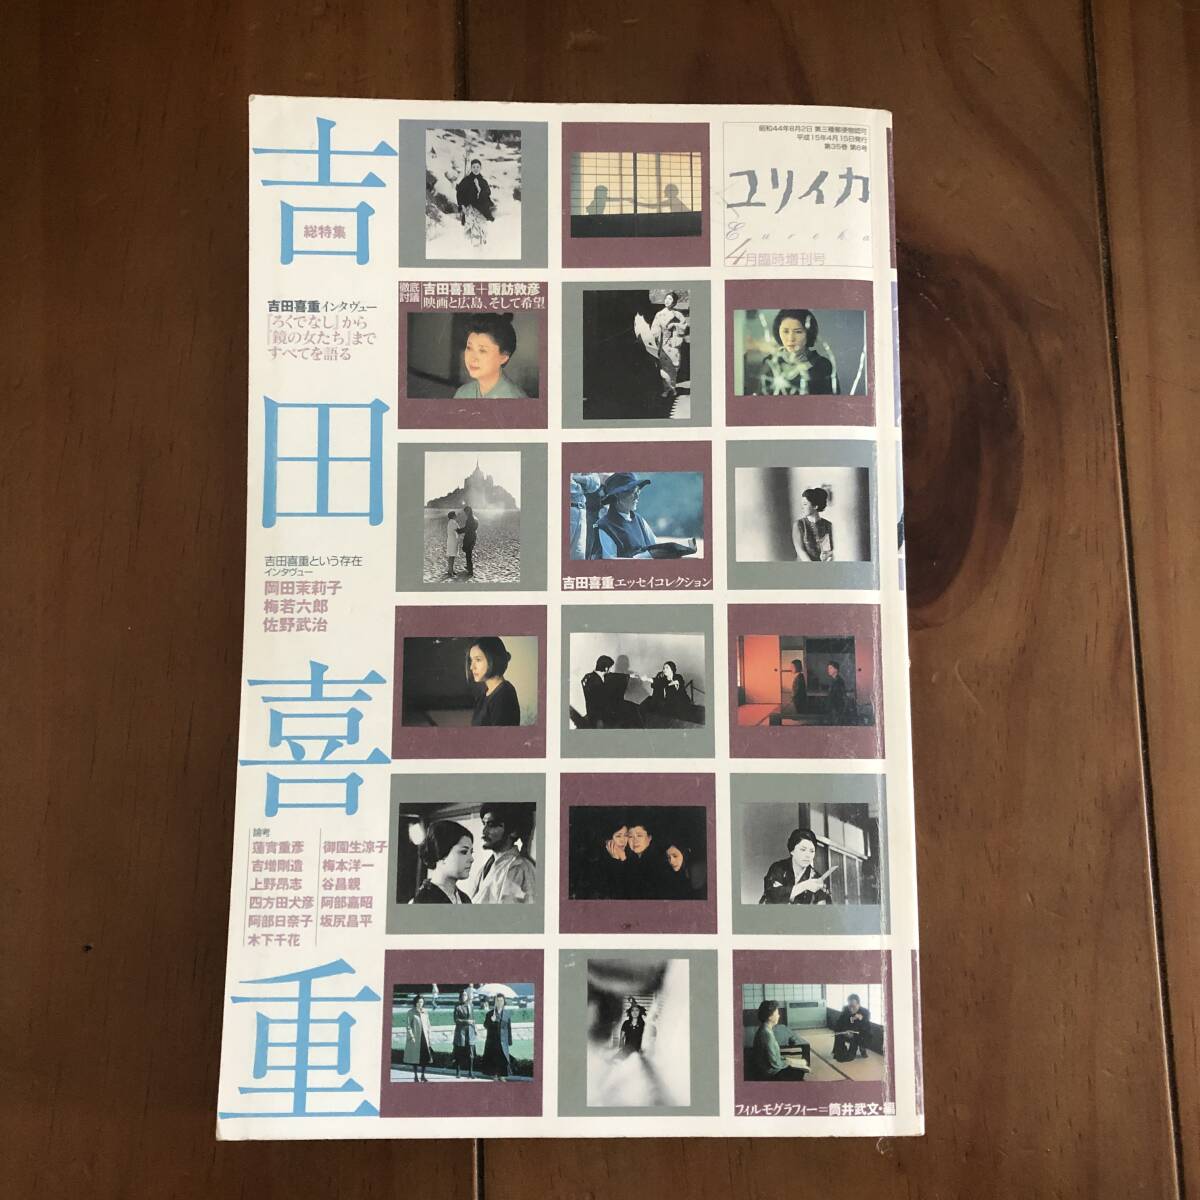 吉田喜重
総特集
昭和44年8月2日 第三種郵便物認可
平成15年4月15日発行
第35巻 第6号
ユリイカ
Eureka
4月臨時増刊号
吉田喜重インタヴュー
『ろくでなし』から
『鏡の女たち』まで
すべてを語る
徹底
討議
吉田喜重+諏訪敦彦
映画と広島、そして希望
吉田喜重エッセイコレクション
吉田喜重という存在
インタヴュー
岡田茉莉子
梅若六郎
佐野武治
論考
蓮實重彦
吉増剛造
上野昂志
四方田犬彦
阿部日奈子
木下千花
御園生涼子
梅本洋一
谷昌親
阿部嘉昭
坂尻昌平
フィルモグラフィー=筒井武文・編